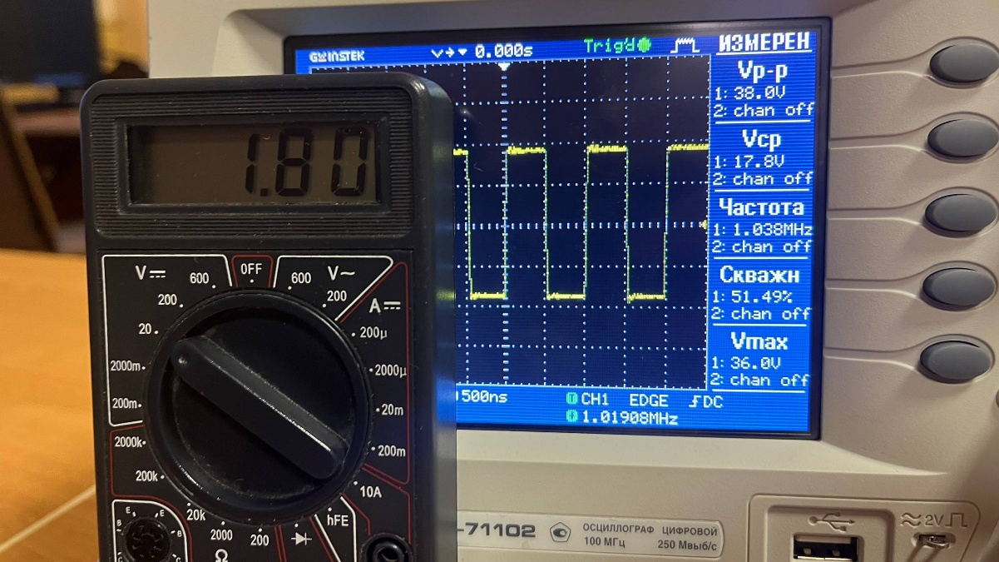 1.80
V⎓
600
OFF
600
V~
200
200
A⎓
20
200µ
2000m
2000µ
200m
20m
2000k
200m
200k
10A
20k
2000
200
hFE
Ω
E
E
B
B
C
C
GW INSTEK
0.000s
Trig'd
ИЗМЕРЕН
Vp-p
1: 38.0V
2: chan off
Vcp
1: 17.8V
2: chan off
Частота
1: 1.038MHz
2: chan off
Скважн
1: 51.49%
2: chan off
Vmax
1: 36.0V
2: chan off
500ns
CH1 EDGE DC
1.01908MHz
-71102
ОСЦИЛЛОГРАФ ЦИФРОВОЙ
100 МГц 250 Мвыб/с
≈2V